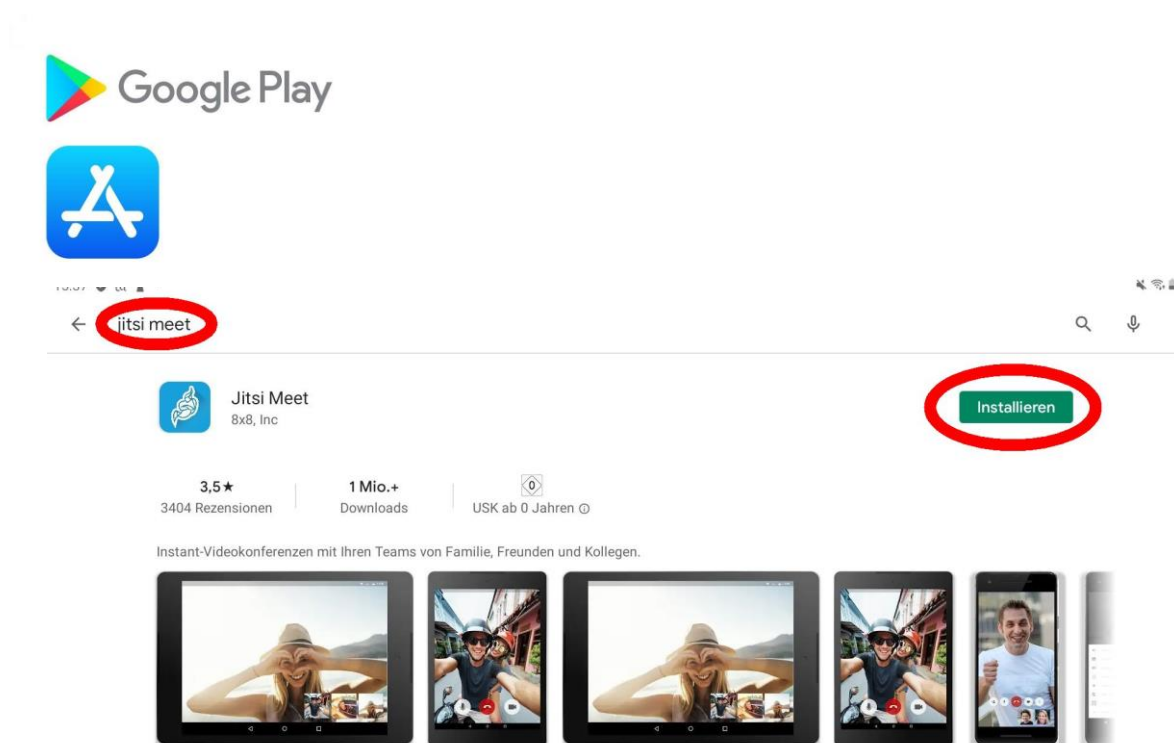 Google Play
jitsi meet
Jitsi Meet
8x8, Inc
Installieren
3,5★
1 Mio.+
0
3404 Rezensionen
Downloads
USK ab 0 Jahren
Instant-Videokonferenzen mit Ihren Teams von Familie, Freunden und Kollegen.